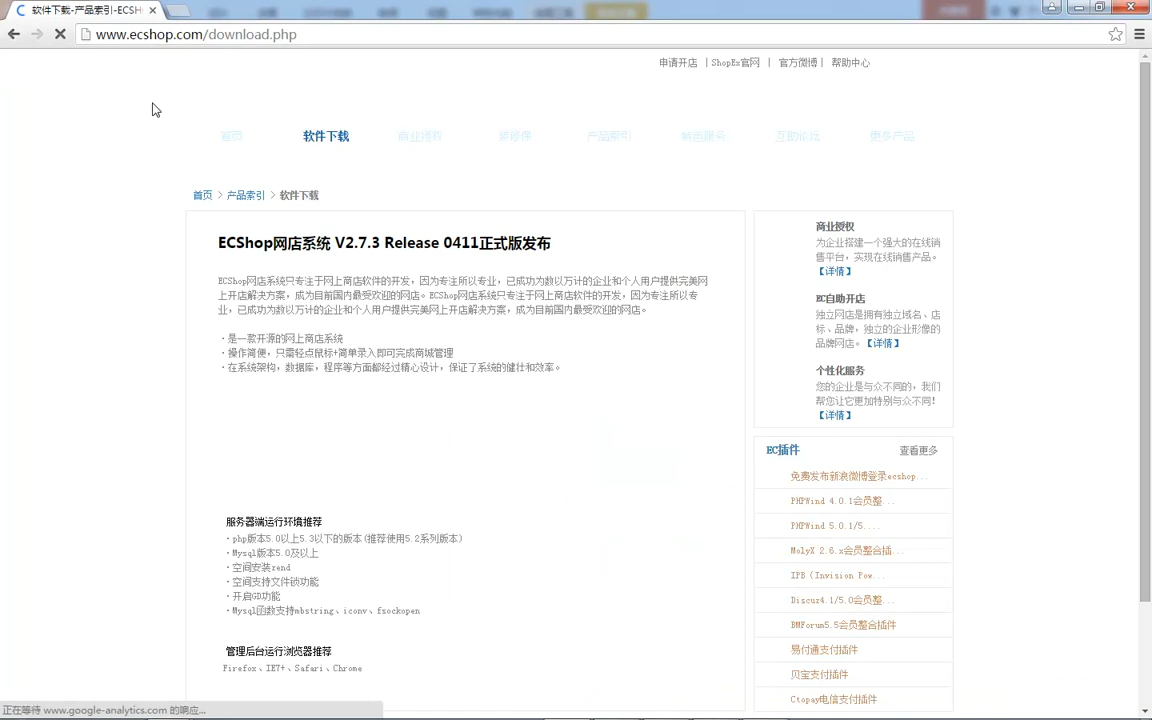 软件下载-产品索引-ECSH
www.ecshop.com/download.php
申请开店 | ShopEx官网 | 官方微博 | 帮助中心
首页 软件下载 商业授权 产品索引 互助论坛 更多产品
首页 > 产品索引 > 软件下载
ECShop网店系统 V2.7.3 Release 0411正式版发布
ECShop网店系统只专注于网上商店软件的开发，因为专注所以专业，已成功为数以万计的企业和个人用户提供完美网
上开店解决方案，成为目前国内最受欢迎的网店。ECShop网店系统只专注于网上商店软件的开发，因为专注所以专
业，已成功为数以万计的企业和个人用户提供完美网上开店解决方案，成为目前国内最受欢迎的网店。
·是一款开源的网上商店系统
·操作简便，只需轻点鼠标+简单录入即可完成商城管理
·在系统架构，数据库，程序等方面都经过精心设计，保证了系统的健壮和效率。
服务器端运行环境推荐
·php版本5.0以上5.3以下的版本(推荐使用5.2系列版本)
·Mysql版本5.0及以上
·空间安装zend
·空间支持文件锁功能
·开启GD功能
·Mysql函数支持mbstring、iconv、fsockopen
管理后台运行浏览器推荐
Firefox、IE7+、Safari、Chrome
商业授权
为企业搭建一个强大的在线销
售平台，实现在线销售产品。
【详情】
EC自助开店
独立网店是拥有独立域名、店
标、品牌，独立的企业形像的
品牌网店。【详情】
个性化服务
您的企业是与众不同的，我们
帮您让它更加特别与众不同！
【详情】
EC插件 查看更多
免费发布新浪微博登录ecshop...
PHPWind 4.0.1会员整...
PHPWind 5.0.1/5....
MolyX 2.6.x会员整合插...
IPB (Invision Pow...
Discuz4.1/5.0会员整...
BMForum5.5会员整合插件
易付通支付插件
贝宝支付插件
Ctopay电信支付插件
正在等待 www.google-analytics.com 的响应...